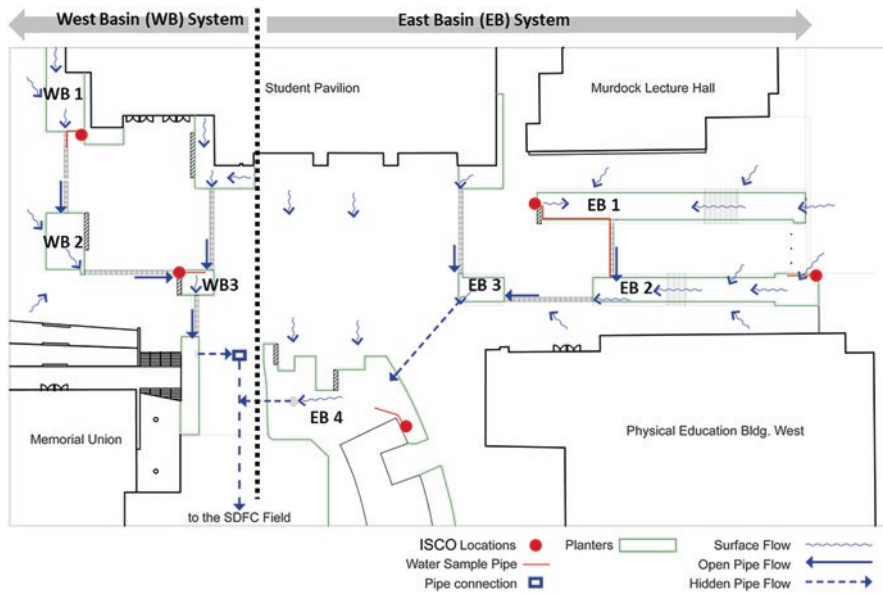 West Basin (WB) System
East Basin (EB) System
Student Pavilion
Murdock Lecture Hall
WB 1
EB 1
WB 2
WB3
EB 3
EB 2
EB 4
Memorial Union
Physical Education Bldg. West
to the SDFC Field
ISCO Locations
Planters
Surface Flow
Water Sample Pipe
Open Pipe Flow
Pipe connection
Hidden Pipe Flow